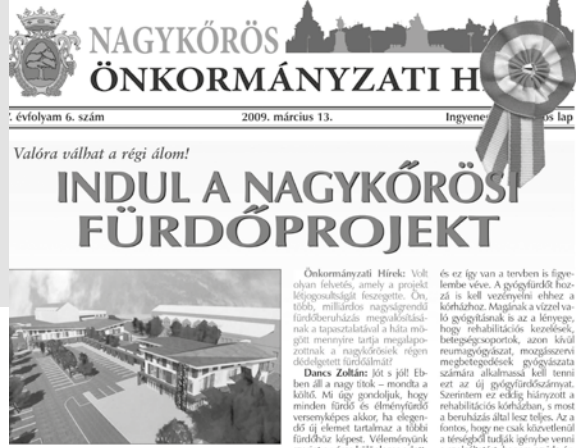 NAGYKŐRÖS
ÖNKORMÁNYZATI H
. évfolyam 6. szám
2009. március 13.
Ingyenes
os lap
Valóra válhat a régi álom!
INDUL A NAGYKŐRÖSI
FÜRDŐPROJEKT
Önkormányzati Hírek: Volt
olyan felvetés, amely a projekt
létjogosultságát feszegette. Ön,
több, milliárdos nagyságrendű
fürdőberuházás megvalósításá-
nak a tapasztalatával a háta mö-
gött mennyire tartja megalapo-
zottnak a nagykőrösiek régen
dédelgetett fürdőálmát?
Dancs Zoltán: Jót s jól! Eb-
ben áll a nagy titok – mondta a
költő. Mi úgy gondoljuk, hogy
minden fürdő és élményfürdő
versenyképes akkor, ha elegen-
dő új elemet tartalmaz a többi
fürdőhöz képest. Véleményünk
és ez így van a tervben is figye-
lembe véve. A gyógyfürdőt hoz-
zá is kell vezényelni ehhez a
kórházhoz. Magának a vízzel va-
ló gyógyításnak is az a lényege,
hogy rehabilitációs kezelések,
betegségcsoportok, azon kívül
reumagyógyászat, mozgásszervi
megbetegedések gyógyászata
számára alkalmassá kell tenni
ezt az új gyógyfürdőszárnyat.
Szerintem ez eddig hiányzott a
rehabilitációs kórházban, s most
a beruházás által lesz teljes. Az a
fontos, hogy ne csak közvetlenül
a térségből tudják igénybe venni